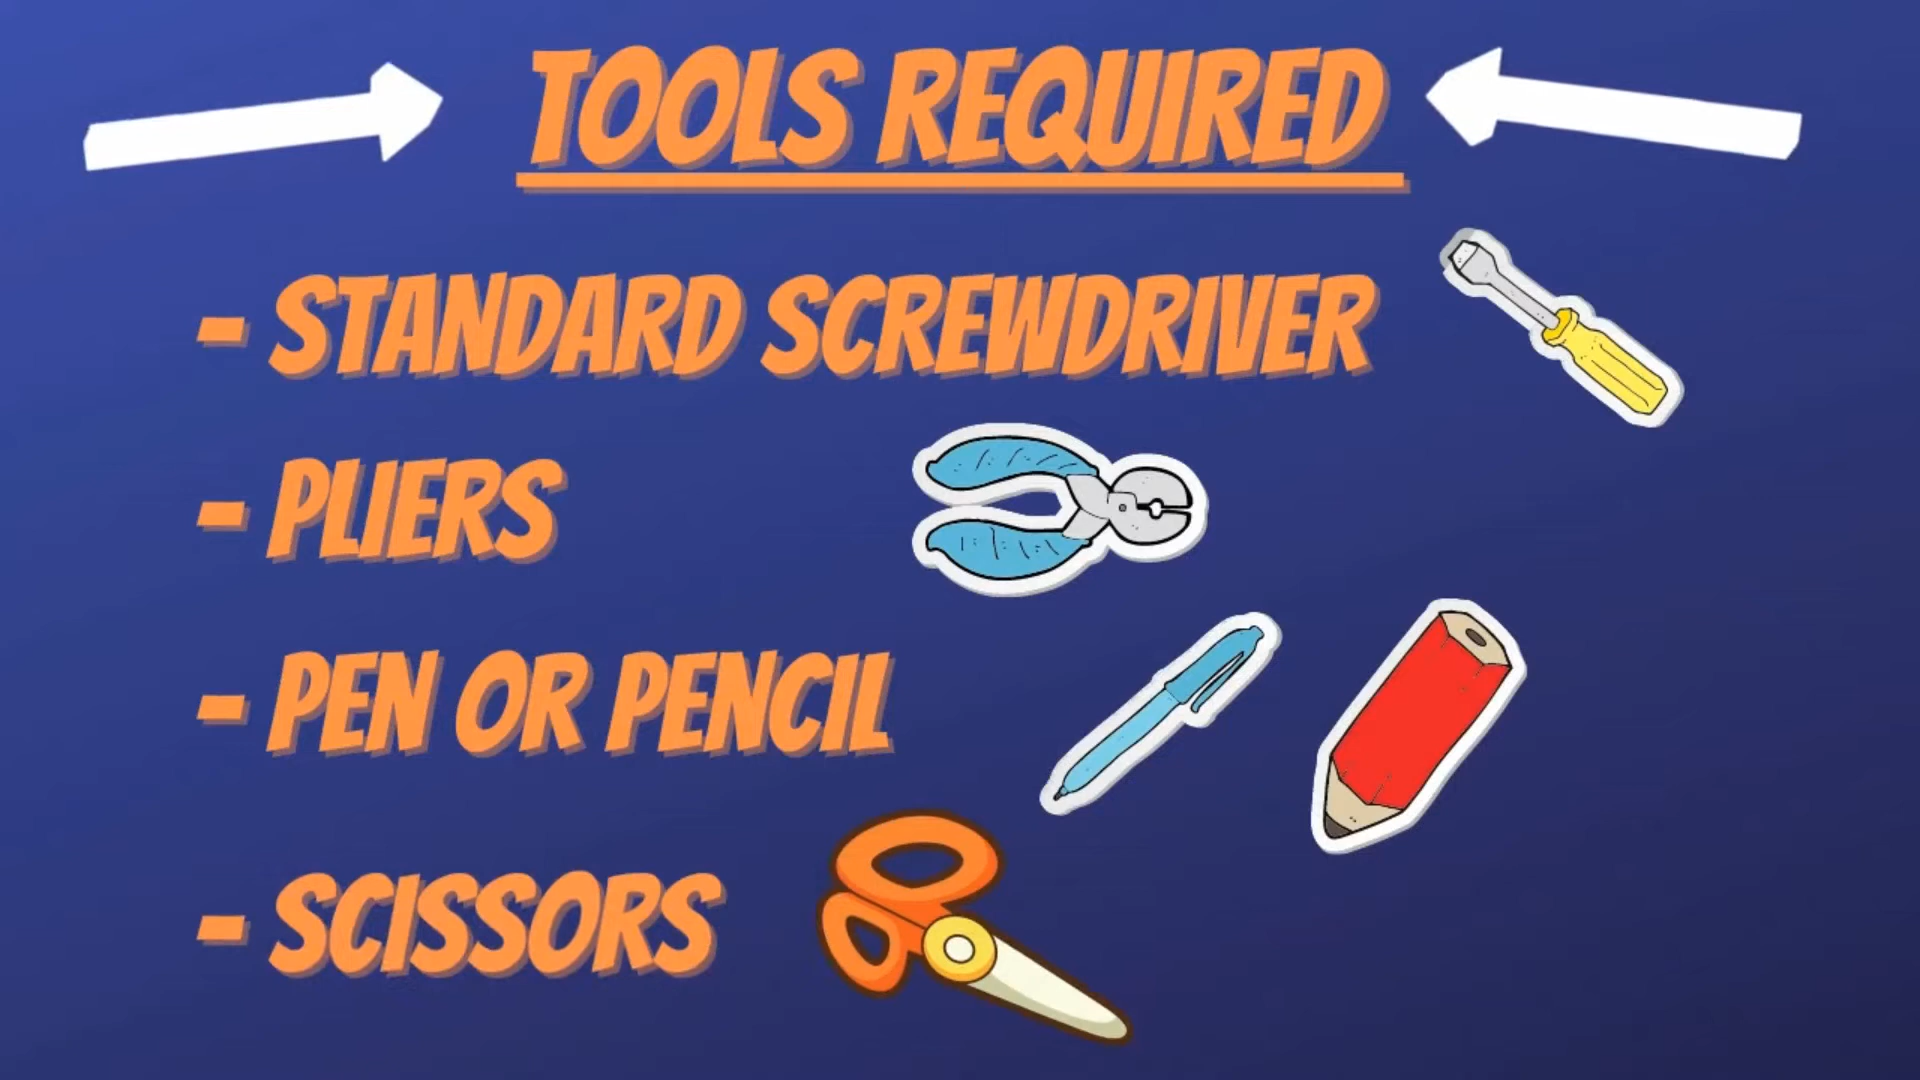 TOOLS REQUIRED
- STANDARD SCREWDRIVER
- PLIERS
- PEN OR PENCIL
- SCISSORS